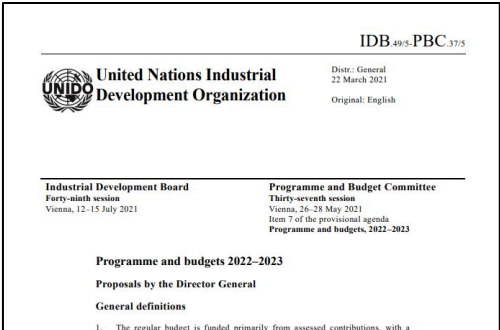 IDB.49/5-PBC.37/5
United Nations Industrial
Development Organization
UNIDO
Distr.: General
22 March 2021
Original: English
Industrial Development Board
Forty-ninth session
Vienna, 12–15 July 2021
Programme and Budget Committee
Thirty-seventh session
Vienna, 26–28 May 2021
Item 7 of the provisional agenda
Programme and budgets, 2022–2023
Programme and budgets 2022–2023
Proposals by the Director General
General definitions
1. The regular budget is funded primarily from assessed contributions, with a